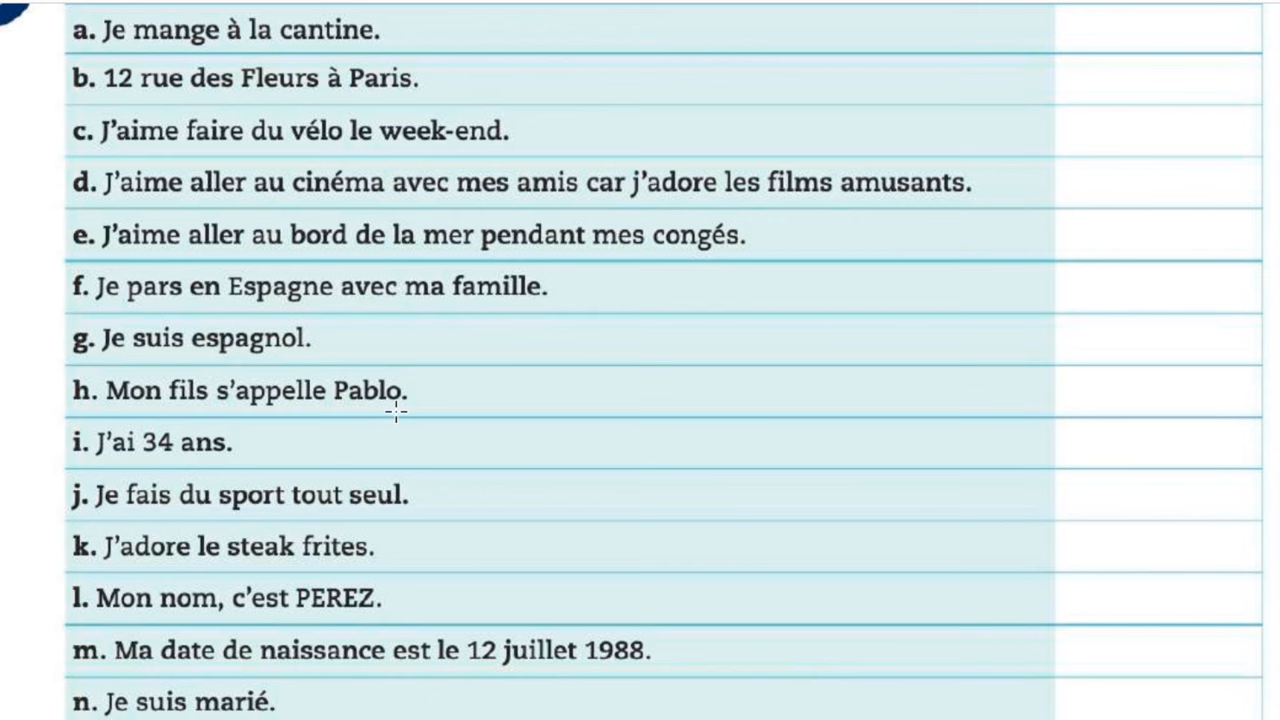 a. Je mange à la cantine.
b. 12 rue des Fleurs à Paris.
c. J'aime faire du vélo le week-end.
d. J'aime aller au cinéma avec mes amis car j'adore les films amusants.
e. J'aime aller au bord de la mer pendant mes congés.
f. Je pars en Espagne avec ma famille.
g. Je suis espagnol.
h. Mon fils s'appelle Pablo.
i. J'ai 34 ans.
j. Je fais du sport tout seul.
k. J'adore le steak frites.
l. Mon nom, c'est PEREZ.
m. Ma date de naissance est le 12 juillet 1988.
n. Je suis marié.